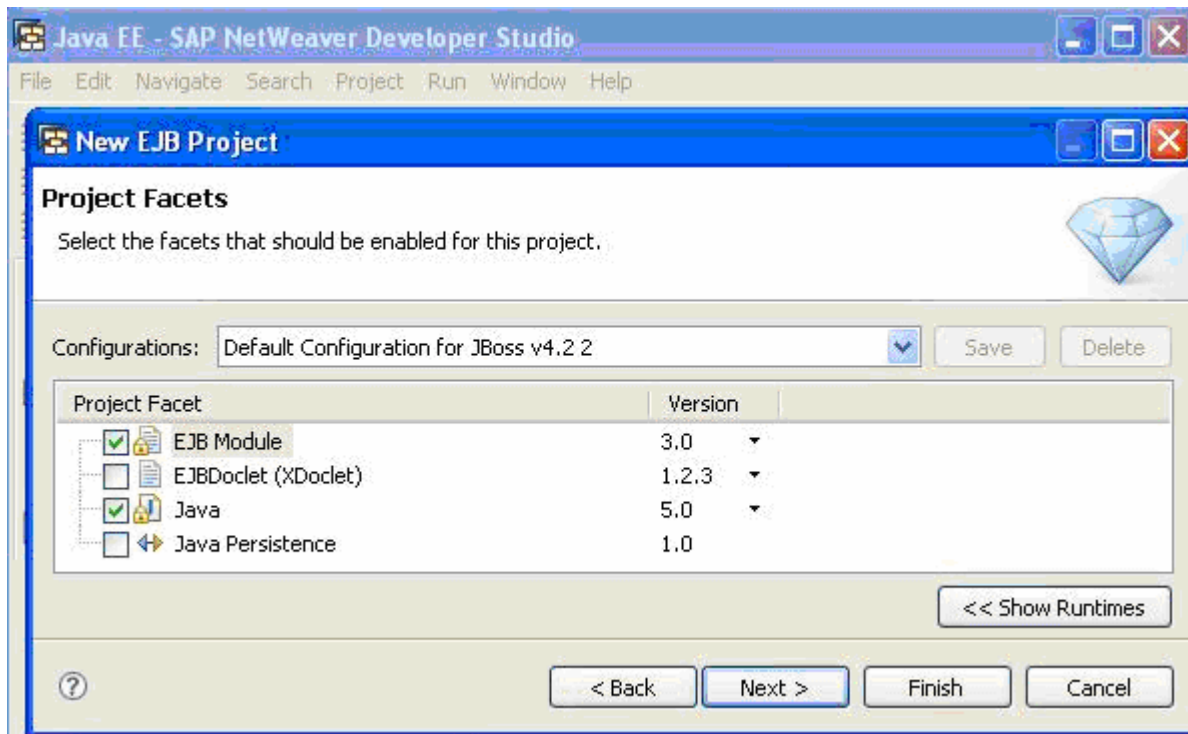 Java EE - SAP NetWeaver Developer Studio
File Edit Navigate Search Project Run Window Help
New EJB Project
Project Facets
Select the facets that should be enabled for this project.
Configurations: Default Configuration for JBoss v4.2 2 Save Delete
Project Facet Version
EJB Module 3.0
EJBDoclet (XDoclet) 1.2.3
Java 5.0
Java Persistence 1.0
<< Show Runtimes
? < Back Next > Finish Cancel